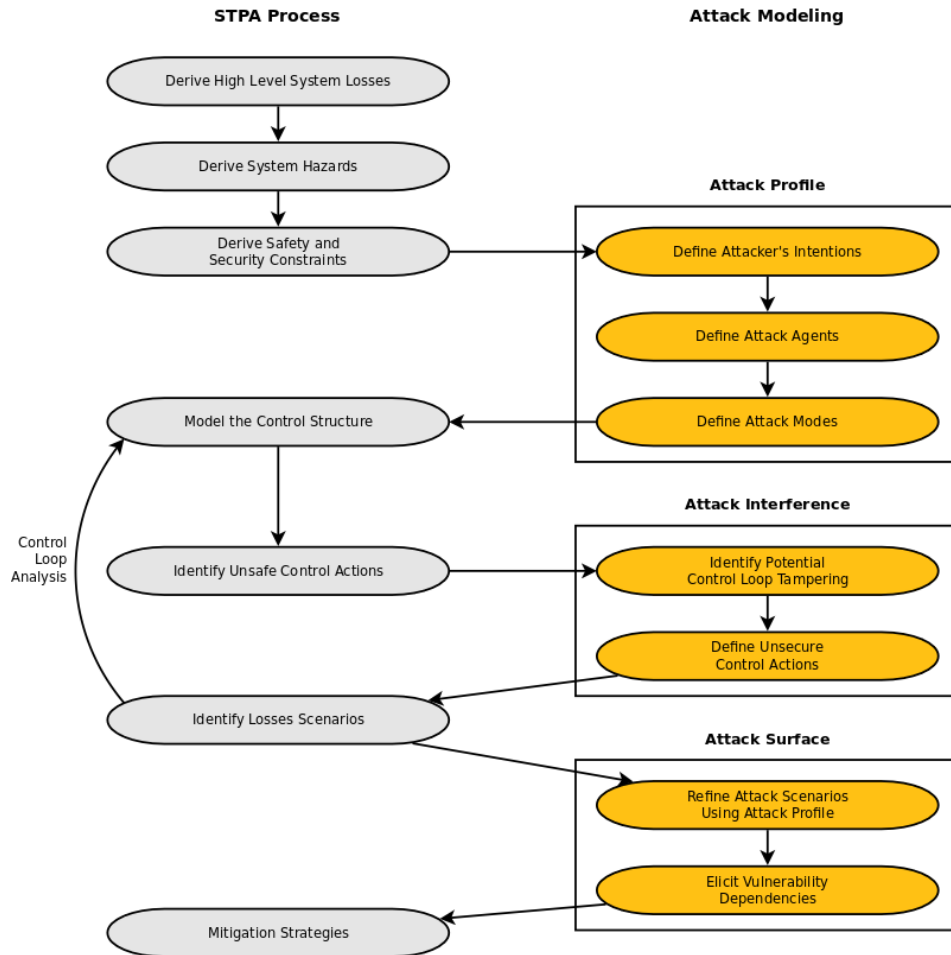 STPA Process
Attack Modeling
Derive High Level System Losses
Derive System Hazards
Attack Profile
Derive Safety and
Security Constraints
Define Attacker's Intentions
Define Attack Agents
Model the Control Structure
Define Attack Modes
Attack Interference
Control
Loop
Analysis
Identify Unsafe Control Actions
Identify Potential
Control Loop Tampering
Define Unsecure
Control Actions
Identify Losses Scenarios
Attack Surface
Refine Attack Scenarios
Using Attack Profile
Elicit Vulnerability
Dependencies
Mitigation Strategies